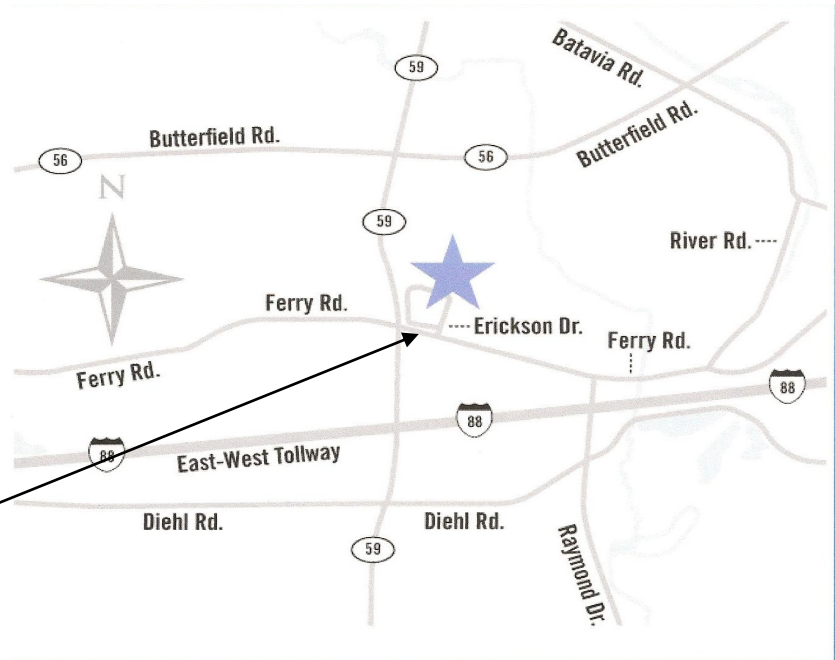 59
Batavia Rd.
Butterfield Rd.
Butterfield Rd.
56
56
N
59
River Rd.
Ferry Rd.
Erickson Dr.
Ferry Rd.
Ferry Rd.
88
88
88
East-West Tollway
Diehl Rd.
Diehl Rd.
59
Raymond Dr.